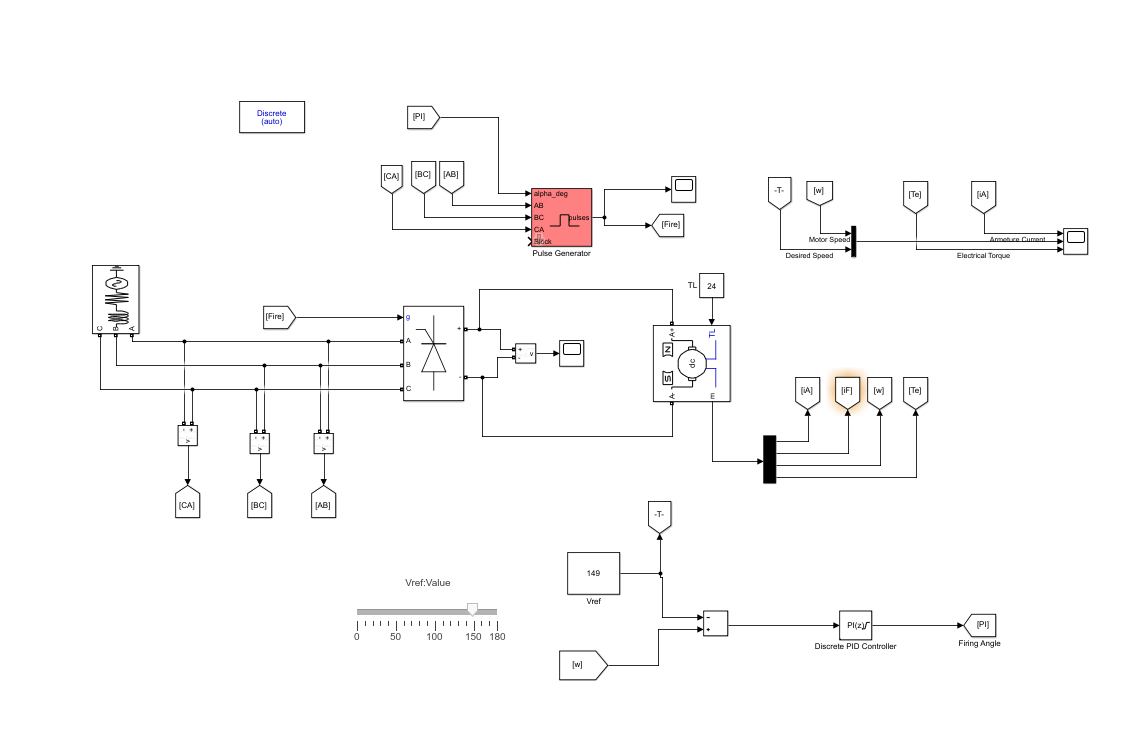 Discrete
(auto)
[PI]
[CA]
[BC]
[AB]
alpha_deg
AB
BC
CA
Block
pulses
Pulse Generator
[Fire]
-T-
[w]
[Te]
[iA]
Motor Speed
Desired Speed
Armeture Current
Electrical Torque
C
B
A
[Fire]
g
A
B
C
+
-
+
-
v
TL
24
A+
TL
N
S
dc
A-
E
[iA]
[iF]
[w]
[Te]
- +
v
- +
v
- +
v
[CA]
[BC]
[AB]
-T-
149
Vref
Vref:Value
0 50 100 150 180
[w]
−
+
PI(z)
Discrete PID Controller
[PI]
Firing Angle